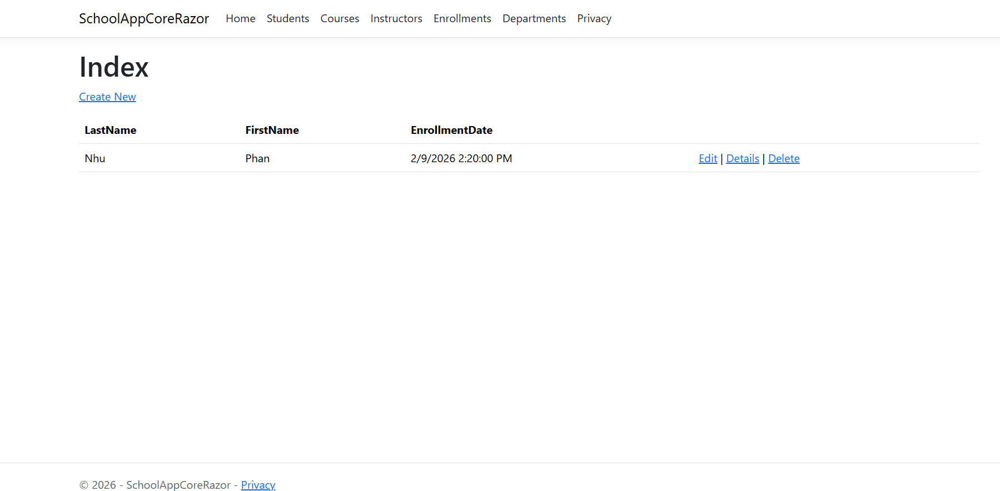 SchoolAppCoreRazor Home Students Courses Instructors Enrollments Departments Privacy
Index
Create New
LastName FirstName EnrollmentDate
Nhu Phan 2/9/2026 2:20:00 PM Edit | Details | Delete
© 2026 - SchoolAppCoreRazor - Privacy